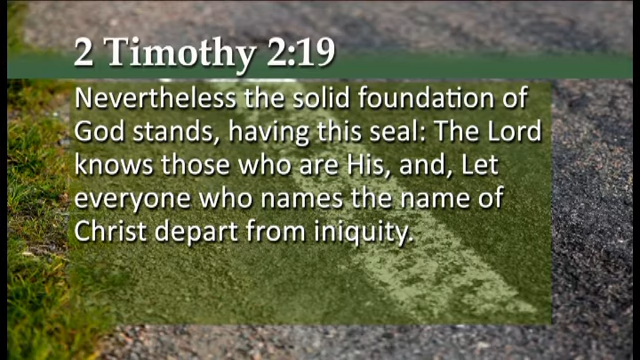 2 Timothy 2:19
Nevertheless the solid foundation of
God stands, having this seal: The Lord
knows those who are His, and, Let
everyone who names the name of
Christ depart from iniquity.